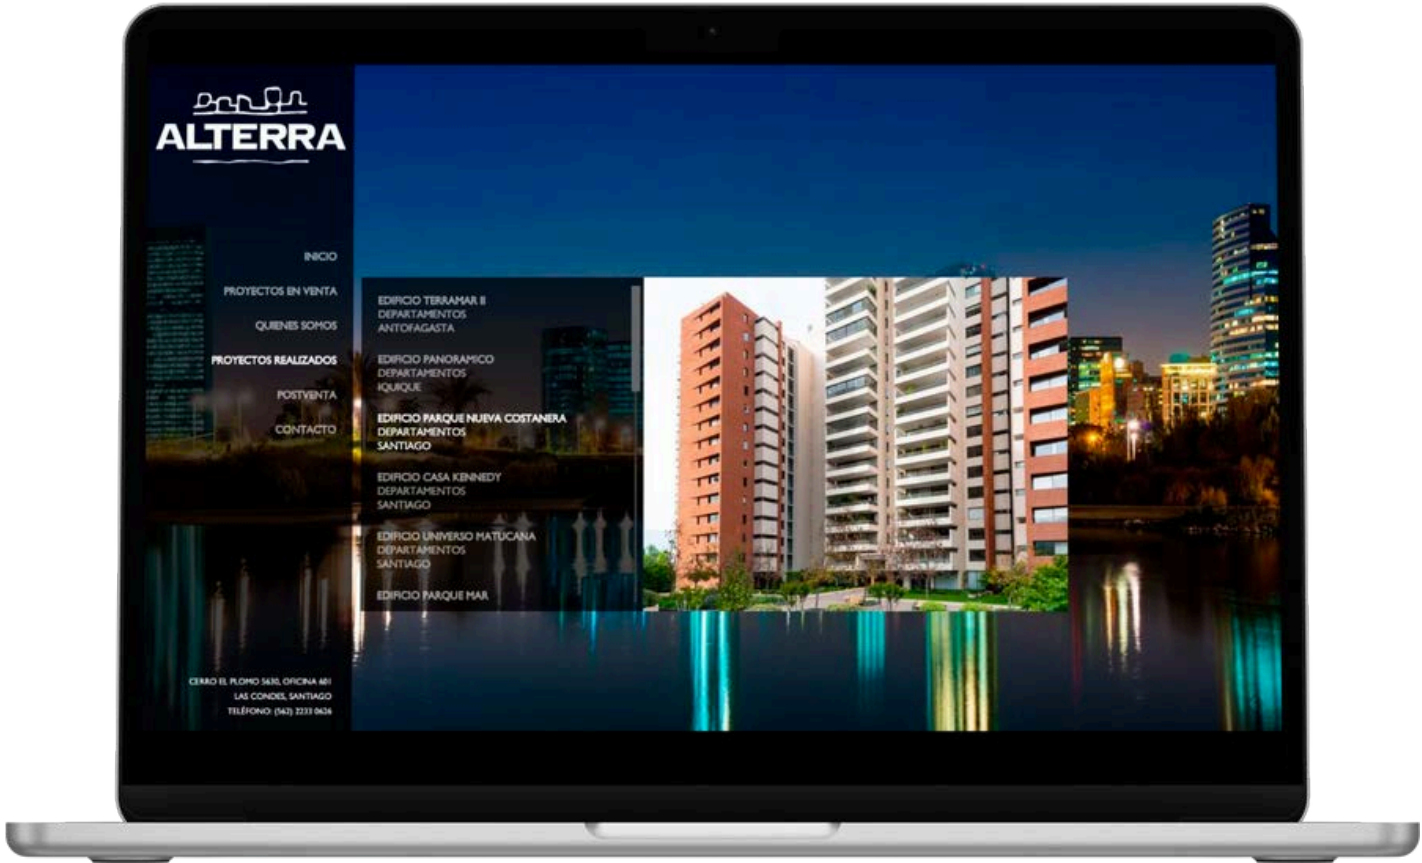 ALTERRA
INICIO
PROYECTOS EN VENTA
QUIENES SOMOS
PROYECTOS REALIZADOS
POSTVENTA
CONTACTO
EDIFICIO TERRAMAR II
DEPARTAMENTOS
ANTOFAGASTA
EDIFICIO PANORAMICO
DEPARTAMENTOS
IQUIQUE
EDIFICIO PARQUE NUEVA COSTANERA
DEPARTAMENTOS
SANTIAGO
EDIFICIO CASA KENNEDY
DEPARTAMENTOS
SANTIAGO
EDIFICIO UNIVERSO MATUCANA
DEPARTAMENTOS
SANTIAGO
EDIFICIO PARQUE MAR
CERRO EL PLOMO 5630, OFICINA 601
LAS CONDES, SANTIAGO
TELÉFONO: (562) 2233 0626